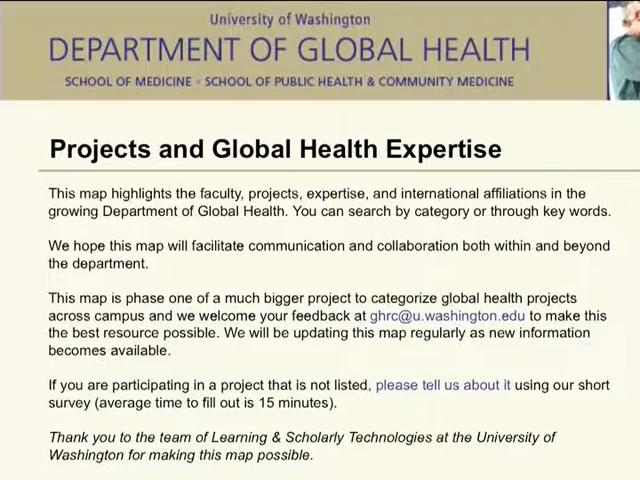 University of Washington
DEPARTMENT OF GLOBAL HEALTH
SCHOOL OF MEDICINE • SCHOOL OF PUBLIC HEALTH & COMMUNITY MEDICINE
Projects and Global Health Expertise
This map highlights the faculty, projects, expertise, and international affiliations in the
growing Department of Global Health. You can search by category or through key words.
We hope this map will facilitate communication and collaboration both within and beyond
the department.
This map is phase one of a much bigger project to categorize global health projects
across campus and we welcome your feedback at ghrc@u.washington.edu to make this
the best resource possible. We will be updating this map regularly as new information
becomes available.
If you are participating in a project that is not listed, please tell us about it using our short
survey (average time to fill out is 15 minutes).
Thank you to the team of Learning & Scholarly Technologies at the University of
Washington for making this map possible.